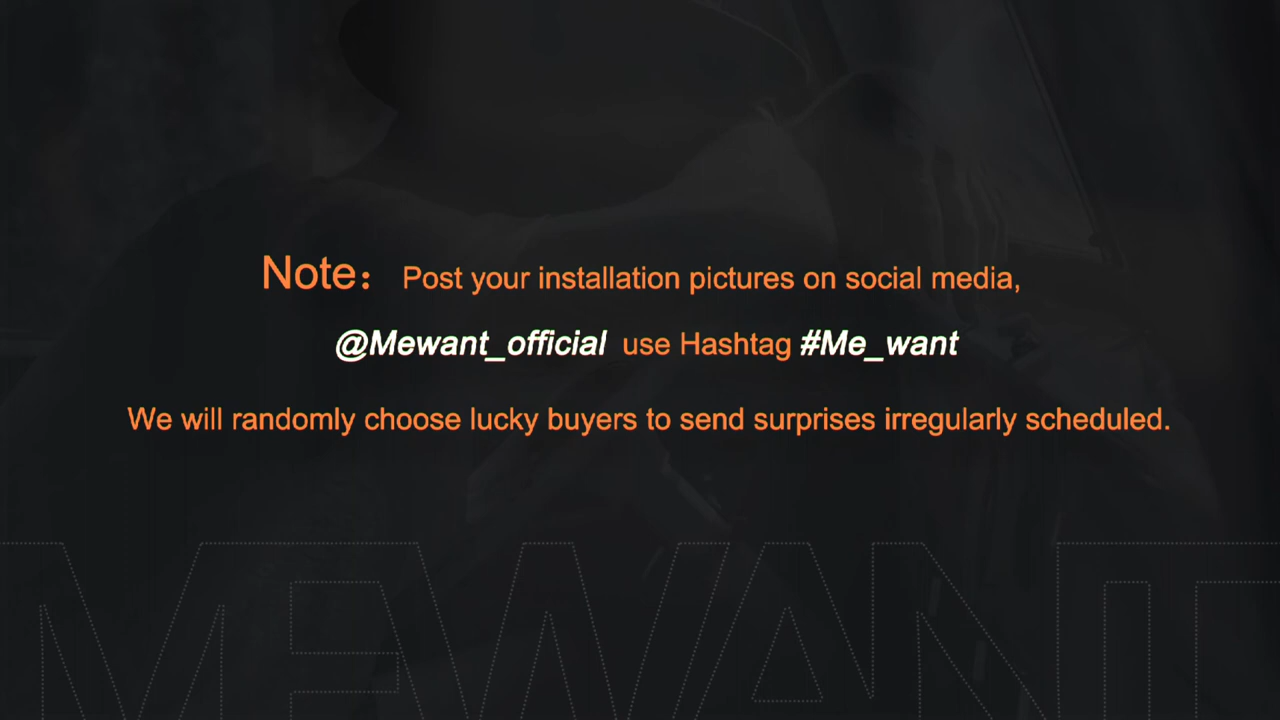 Note： Post your installation pictures on social media,
@Mewant_official use Hashtag #Me_want
We will randomly choose lucky buyers to send surprises irregularly scheduled.
MEWANT